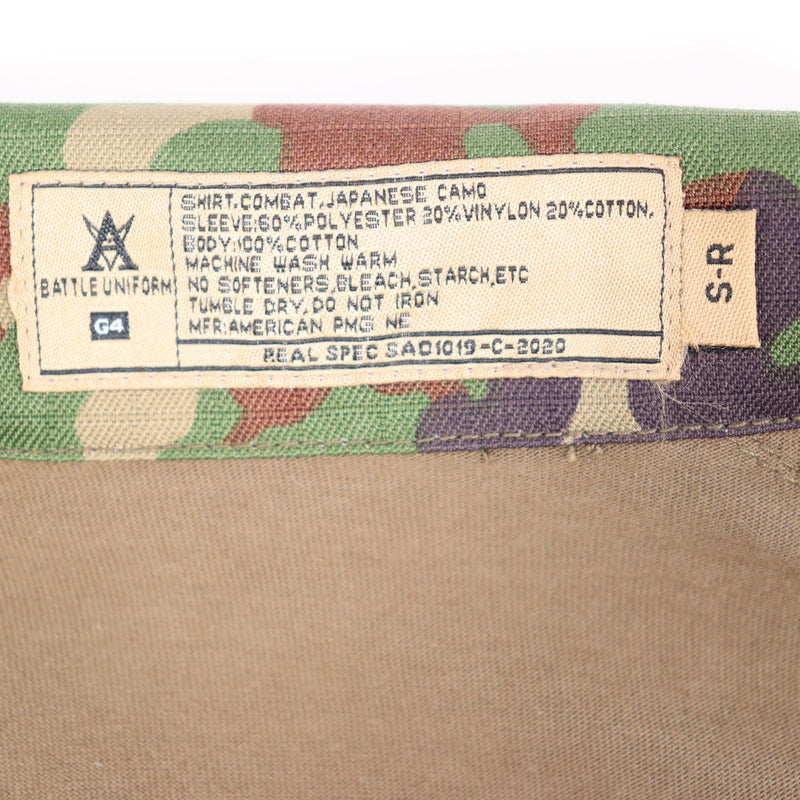 BATTLE UNIFORM
G4
SHIRT.COMBAT.JAPANESE CAMO
SLEEVE:60%POLYESTER 20%VINYLON 20%COTTON.
BODY:100%COTTON
MACHINE WASH WARM
NO SOFTENERS,BLEACH,STARCH,ETC
TUMBLE DRY,DO NOT IRON
MFR:AMERICAN PMG NE
REAL SPEC SA01019-C-2020
S-R